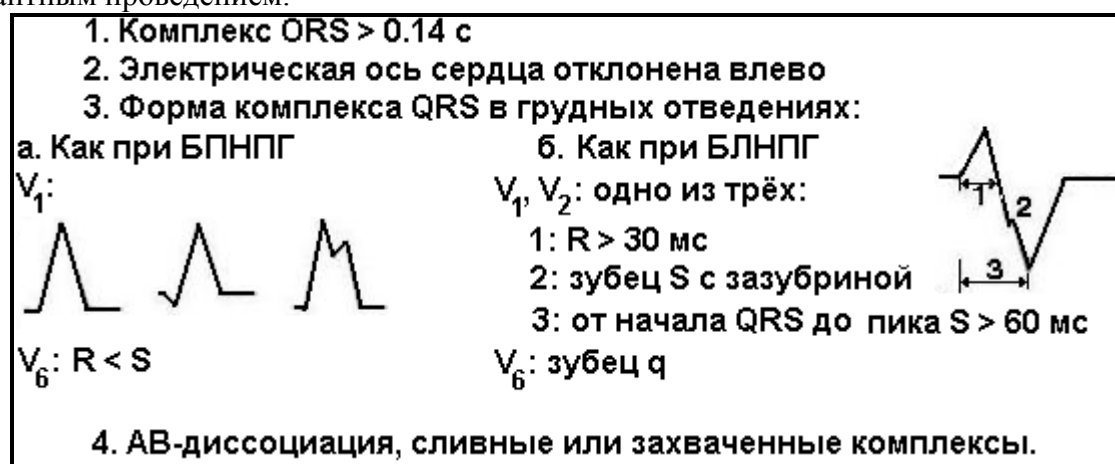 антным проведением.
1. Комплекс ORS > 0.14 с
2. Электрическая ось сердца отклонена влево
3. Форма комплекса QRS в грудных отведениях:
а. Как при БПНПГ
б. Как при БЛНПГ
V1:
V1, V2: одно из трёх:
1: R > 30 мс
2: зубец S с зазубриной
3: от начала QRS до пика S > 60 мс
1
2
3
V6: R < S
V6: зубец q
4. АВ-диссоциация, сливные или захваченные комплексы.